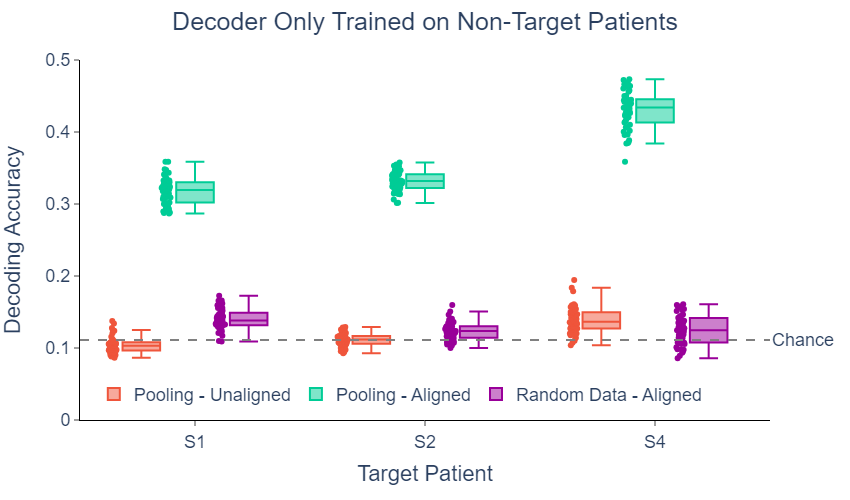 Decoder Only Trained on Non-Target Patients
Decoding Accuracy
0.5
0.4
0.3
0.2
0.1
0
Chance
Pooling - Unaligned
Pooling - Aligned
Random Data - Aligned
S1
S2
S4
Target Patient